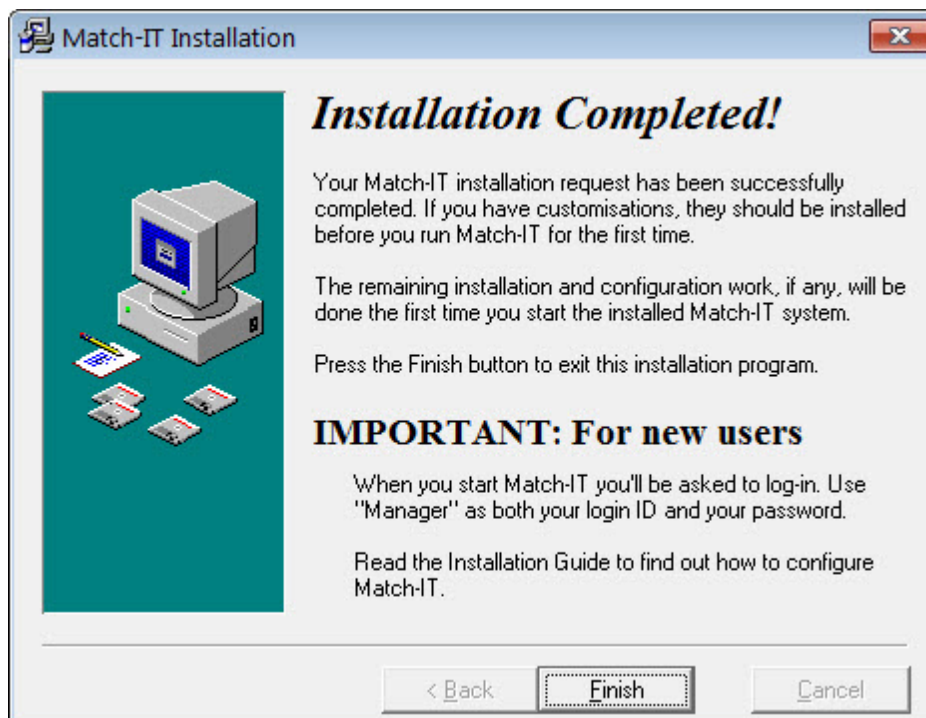 Match-IT Installation
Installation Completed!
Your Match-IT installation request has been successfully
completed. If you have customisations, they should be installed
before you run Match-IT for the first time.
The remaining installation and configuration work, if any, will be
done the first time you start the installed Match-IT system.
Press the Finish button to exit this installation program.
IMPORTANT: For new users
When you start Match-IT you'll be asked to log-in. Use
"Manager" as both your login ID and your password.
Read the Installation Guide to find out how to configure
Match-IT.
< Back
Finish
Cancel